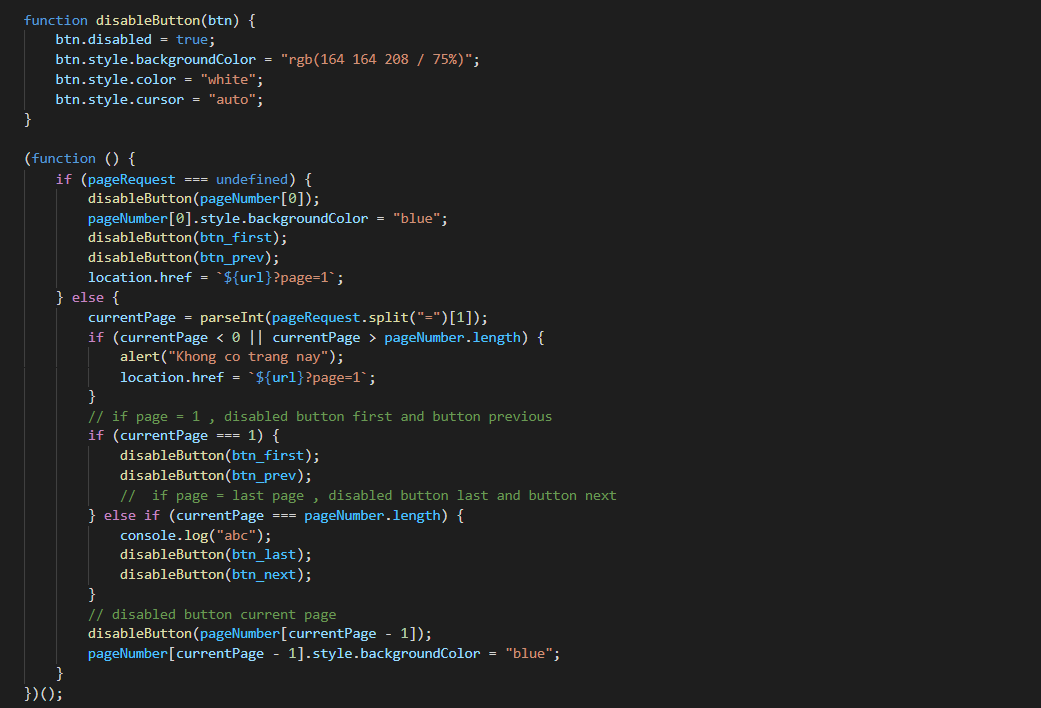 function disableButton(btn) {
    btn.disabled = true;
    btn.style.backgroundColor = "rgb(164 164 208 / 75%)";
    btn.style.color = "white";
    btn.style.cursor = "auto";
}

(function () {
    if (pageRequest === undefined) {
        disableButton(pageNumber[0]);
        pageNumber[0].style.backgroundColor = "blue";
        disableButton(btn_first);
        disableButton(btn_prev);
        location.href = `${url}?page=1`;
    } else {
        currentPage = parseInt(pageRequest.split("=")[1]);
        if (currentPage < 0 || currentPage > pageNumber.length) {
            alert("Khong co trang nay");
            location.href = `${url}?page=1`;
        }
        // if page = 1 , disabled button first and button previous
        if (currentPage === 1) {
            disableButton(btn_first);
            disableButton(btn_prev);
            //  if page = last page , disabled button last and button next
        } else if (currentPage === pageNumber.length) {
            console.log("abc");
            disableButton(btn_last);
            disableButton(btn_next);
        }
        // disabled button current page
        disableButton(pageNumber[currentPage - 1]);
        pageNumber[currentPage - 1].style.backgroundColor = "blue";
    }
})();